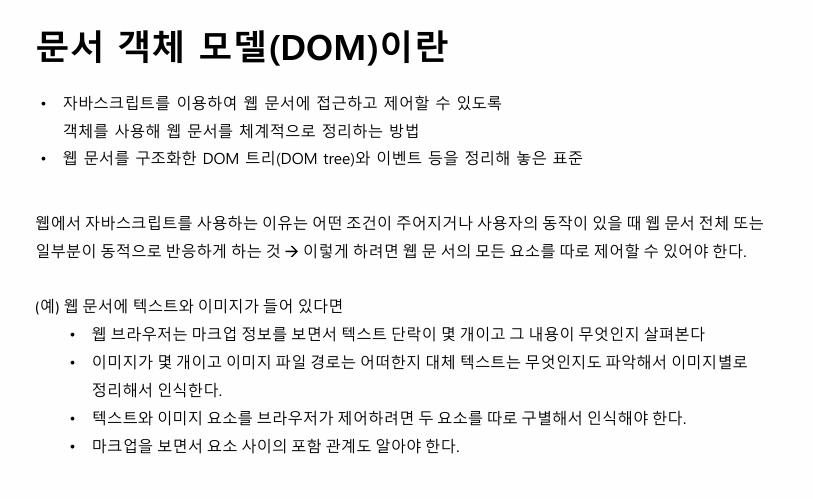 문서 객체 모델(DOM)이란
• 자바스크립트를 이용하여 웹 문서에 접근하고 제어할 수 있도록
객체를 사용해 웹 문서를 체계적으로 정리하는 방법
• 웹 문서를 구조화한 DOM 트리(DOM tree)와 이벤트 등을 정리해 놓은 표준
웹에서 자바스크립트를 사용하는 이유는 어떤 조건이 주어지거나 사용자의 동작이 있을 때 웹 문서 전체 또는
일부분이 동적으로 반응하게 하는 것 → 이렇게 하려면 웹 문 서의 모든 요소를 따로 제어할 수 있어야 한다.
(예) 웹 문서에 텍스트와 이미지가 들어 있다면
• 웹 브라우저는 마크업 정보를 보면서 텍스트 단락이 몇 개이고 그 내용이 무엇인지 살펴본다
• 이미지가 몇 개이고 이미지 파일 경로는 어떠한지 대체 텍스트는 무엇인지도 파악해서 이미지별로
정리해서 인식한다.
• 텍스트와 이미지 요소를 브라우저가 제어하려면 두 요소를 따로 구별해서 인식해야 한다.
• 마크업을 보면서 요소 사이의 포함 관계도 알아야 한다.